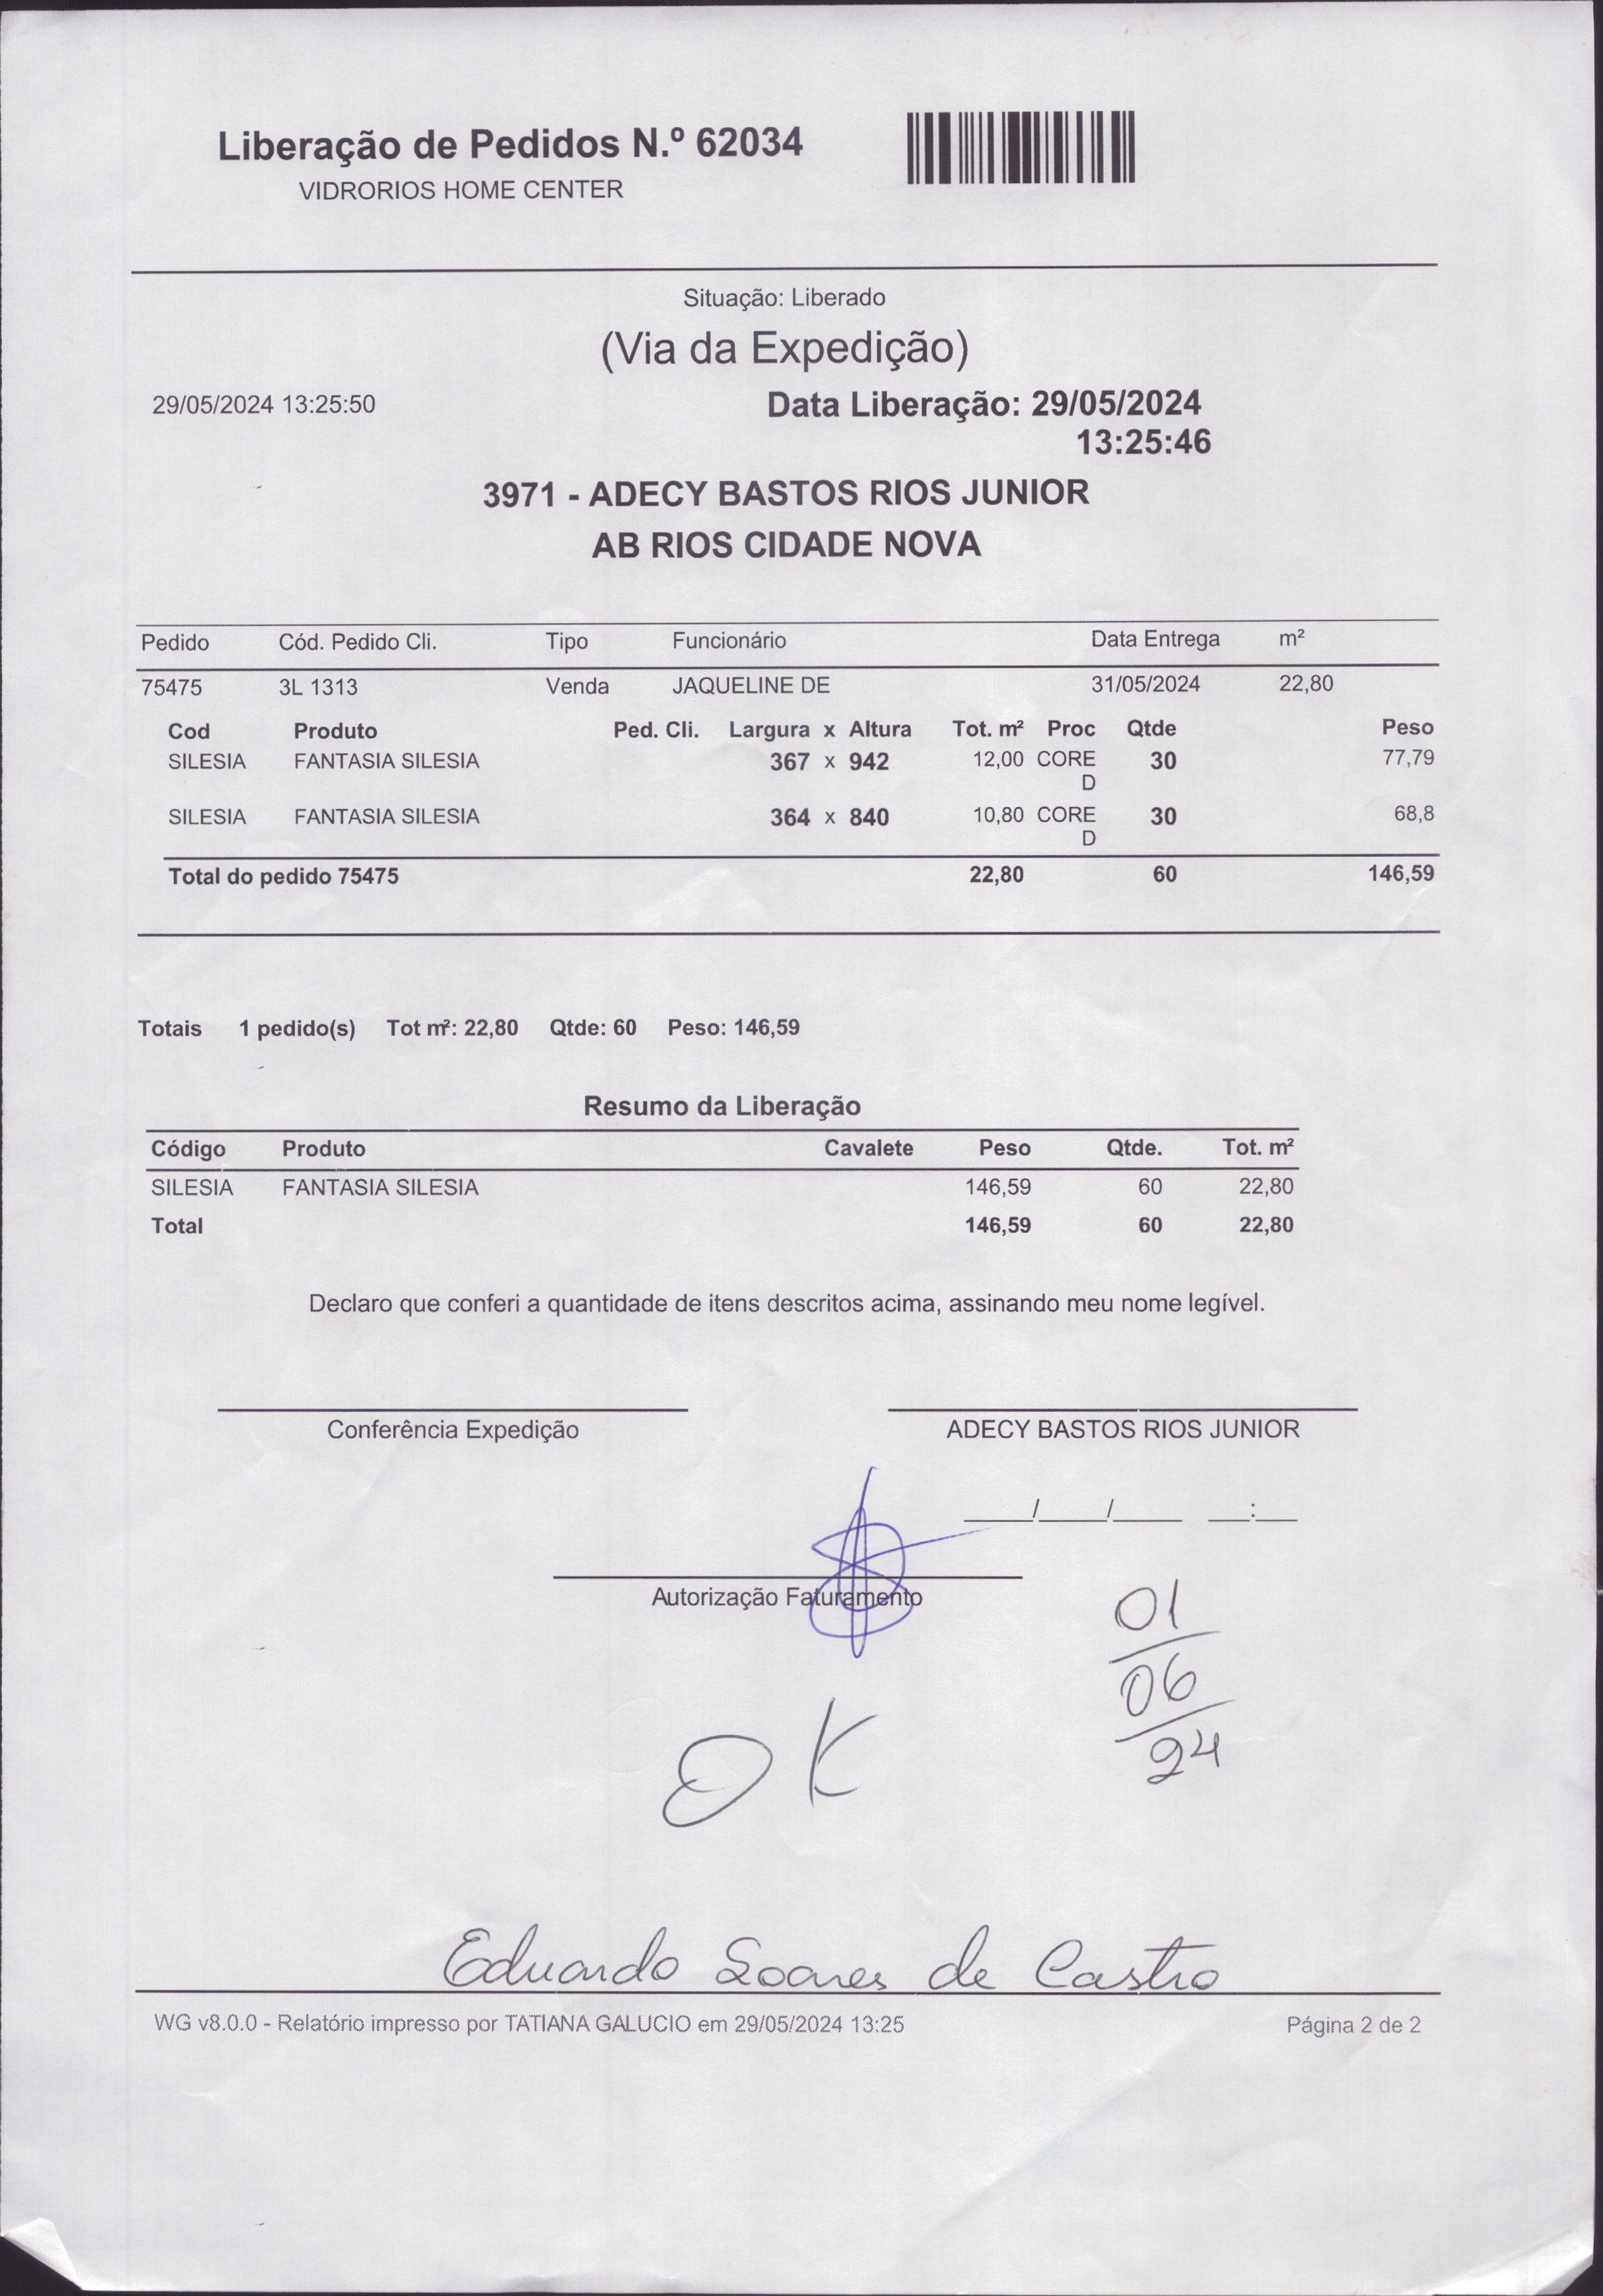 Liberação de Pedidos N.º 62034
VIDRORIOS HOME CENTER
Situação: Liberado
(Via da Expedição)
29/05/2024 13:25:50 Data Liberação: 29/05/2024
13:25:46
3971 - ADECY BASTOS RIOS JUNIOR
AB RIOS CIDADE NOVA
Pedido Cód. Pedido Cli. Tipo Funcionário Data Entrega m²
75475 3L 1313 Venda JAQUELINE DE 31/05/2024 22,80
Cod Produto Ped. Cli. Largura x Altura Tot. m² Proc Qtde Peso
SILESIA FANTASIA SILESIA 367 x 942 12,00 CORE 30 77,79
D
SILESIA FANTASIA SILESIA 364 x 840 10,80 CORE 30 68,8
D
Total do pedido 75475 22,80 60 146,59
Totais 1 pedido(s) Tot m²: 22,80 Qtde: 60 Peso: 146,59
Resumo da Liberação
Código Produto Cavalete Peso Qtde. Tot. m²
SILESIA FANTASIA SILESIA 146,59 60 22,80
Total 146,59 60 22,80
Declaro que conferi a quantidade de itens descritos acima, assinando meu nome legível.
Conferência Expedição ADECY BASTOS RIOS JUNIOR
____/____/____ ___:___
Autorização Faturamento
01
06
24
OK
Eduardo Soares de Castro
WG v8.0.0 - Relatório impresso por TATIANA GALUCIO em 29/05/2024 13:25 Página 2 de 2